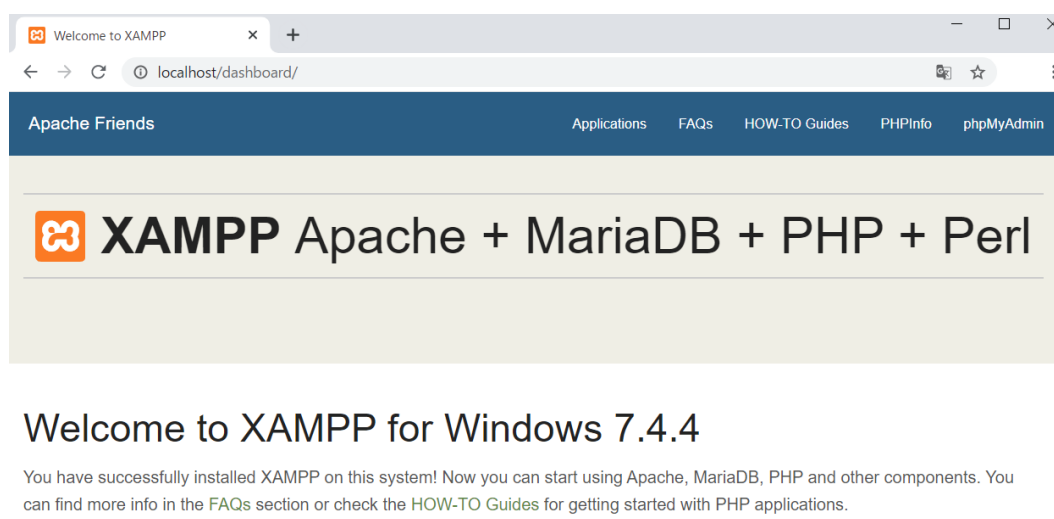 Welcome to XAMPP
localhost/dashboard/
Apache Friends Applications FAQs HOW-TO Guides PHPInfo phpMyAdmin
XAMPP Apache + MariaDB + PHP + Perl
Welcome to XAMPP for Windows 7.4.4
You have successfully installed XAMPP on this system! Now you can start using Apache, MariaDB, PHP and other components. You
can find more info in the FAQs section or check the HOW-TO Guides for getting started with PHP applications.